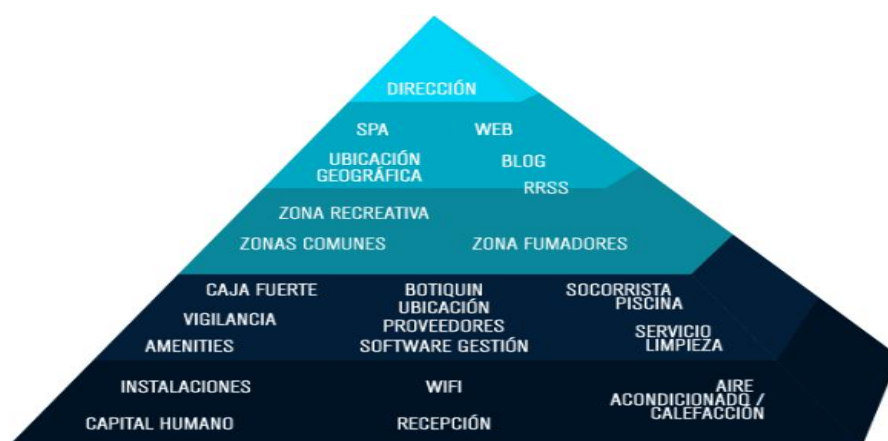 DIRECCIÓN
SPA WEB
UBICACIÓN
GEOGRÁFICA
BLOG
RRSS
ZONA RECREATIVA
ZONAS COMUNES ZONA FUMADORES
CAJA FUERTE
VIGILANCIA
AMENITIES
BOTIQUIN
UBICACIÓN
PROVEEDORES
SOFTWARE GESTIÓN
SOCORRISTA
PISCINA
SERVICIO
LIMPIEZA
INSTALACIONES WIFI
AIRE
ACONDICIONADO /
CALEFACCIÓN
CAPITAL HUMANO RECEPCIÓN